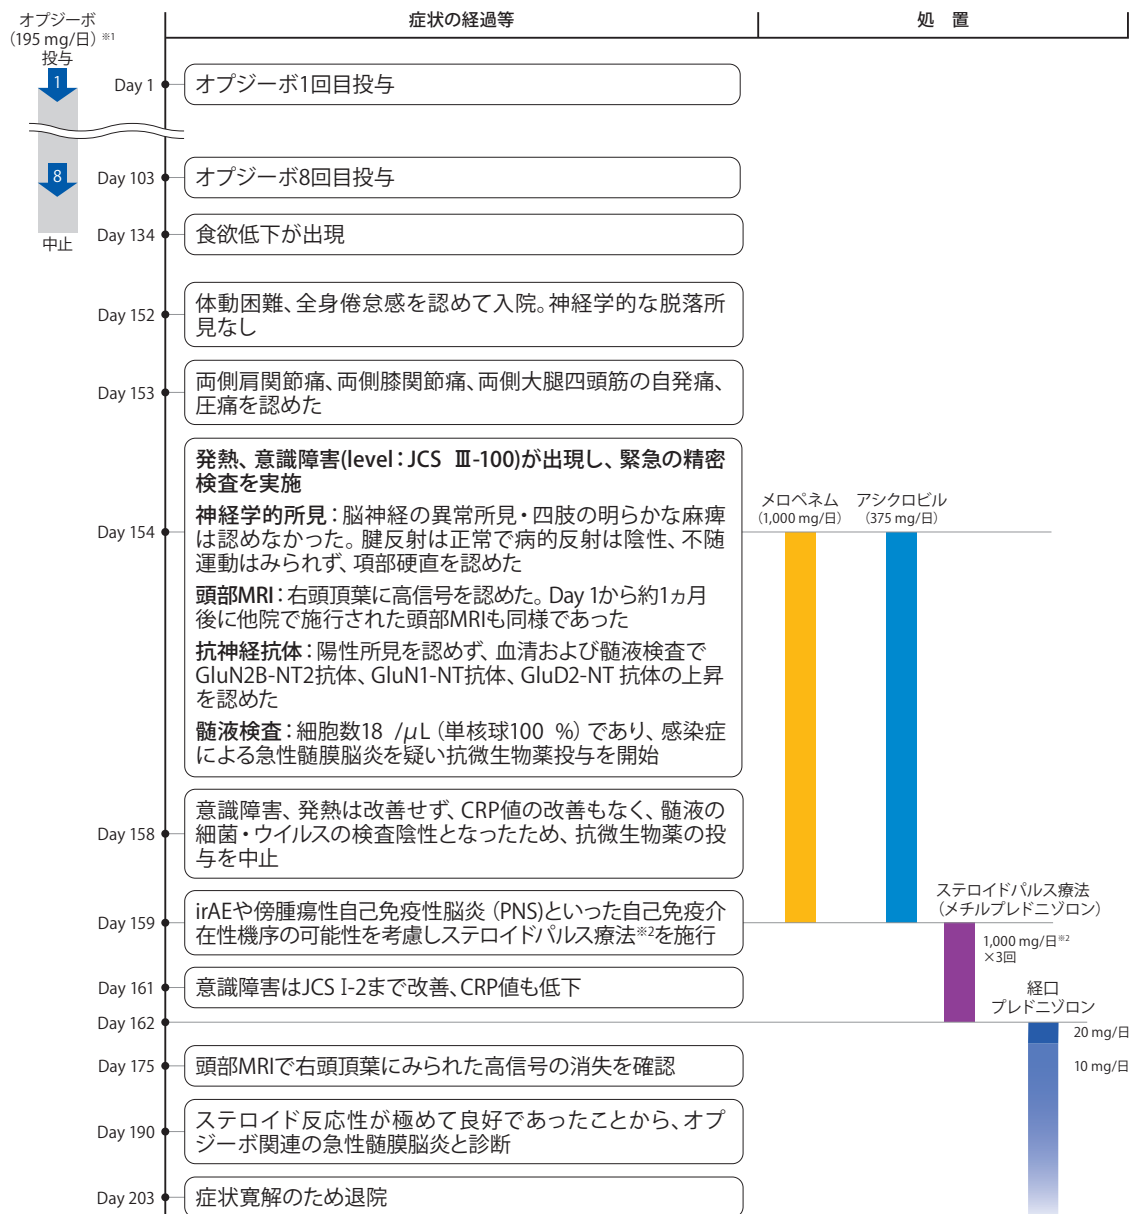 オプジーボ
（195 mg/日）※1
投与
症状の経過等
処 置
1
Day 1
オプジーボ1回目投与
8
Day 103
オプジーボ8回目投与
中止
Day 134
食欲低下が出現
Day 152
体動困難、全身倦怠感を認めて入院。神経学的な脱落所
見なし
Day 153
両側肩関節痛、両側膝関節痛、両側大腿四頭筋の自発痛、
圧痛を認めた
Day 154
発熱、意識障害(level：JCS Ⅲ-100)が出現し、緊急の精密
検査を実施
神経学的所見：脳神経の異常所見・四肢の明らかな麻痺
は認めなかった。腱反射は正常で病的反射は陰性、不随意
運動はみられず、項部硬直を認めた
頭部MRI：右頭頂葉に高信号を認めた。Day 1から約1ヵ月
後に他院で施行された頭部MRIも同様であった
抗神経抗体：陽性所見を認めず、血清および髄液検査で
GluN2B-NT2抗体、GluN1-NT抗体、GluD2-NT 抗体の上昇
を認めた
髄液検査：細胞数18 /μL（単核球100 %）であり、感染症
による急性髄膜脳炎を疑い抗微生物薬投与を開始
メロペネム
（1,000 mg/日）
アシクロビル
（375 mg/日）
Day 158
意識障害、発熱は改善せず、CRP値の改善もなく、髄液の
細菌・ウイルスの検査陰性となったため、抗微生物薬の投
与を中止
Day 159
irAEや傍腫瘍性自己免疫性脳炎 (PNS)といった自己免疫介
在性機序の可能性を考慮しステロイドパルス療法※2を施行
ステロイドパルス療法
（メチルプレドニゾロン）
1,000 mg/日※2
×3回
Day 161
意識障害はJCS I-2まで改善、CRP値も低下
経口
プレドニゾロン
Day 162
20 mg/日
10 mg/日
Day 175
頭部MRIで右頭頂葉にみられた高信号の消失を確認
Day 190
ステロイド反応性が極めて良好であったことから、オプ
ジーボ関連の急性髄膜脳炎と診断
Day 203
症状寛解のため退院